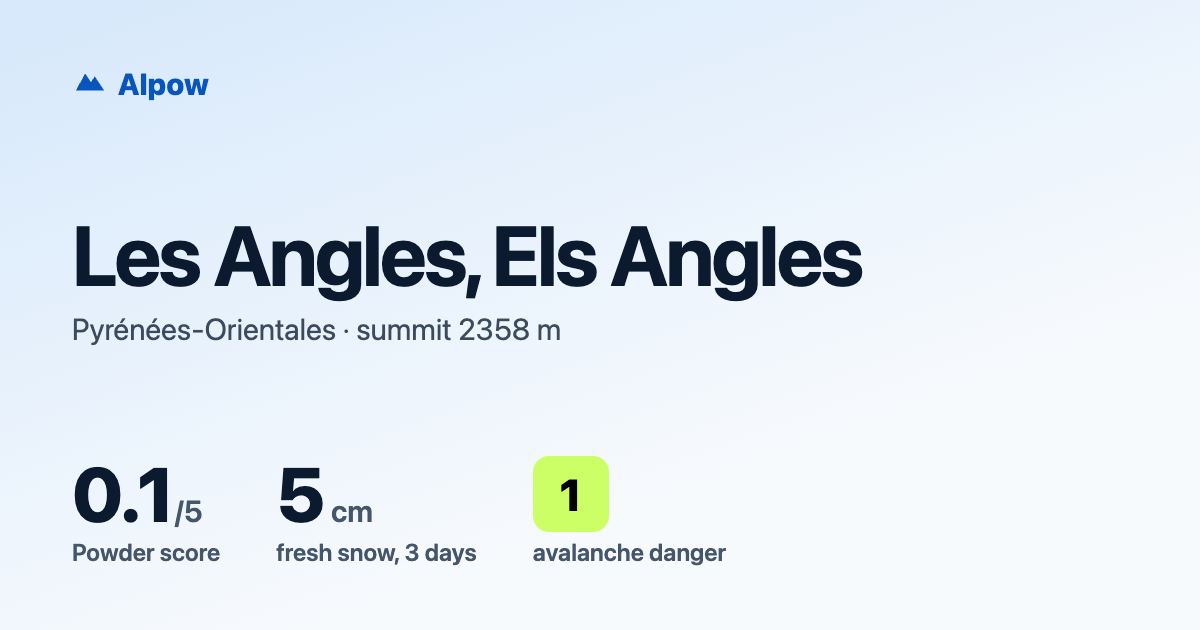 Alpow
Les Angles, Els Angles
Pyrénées-Orientales · summit 2358 m
0.1/5
Powder score
5 cm
fresh snow, 3 days
1
avalanche danger